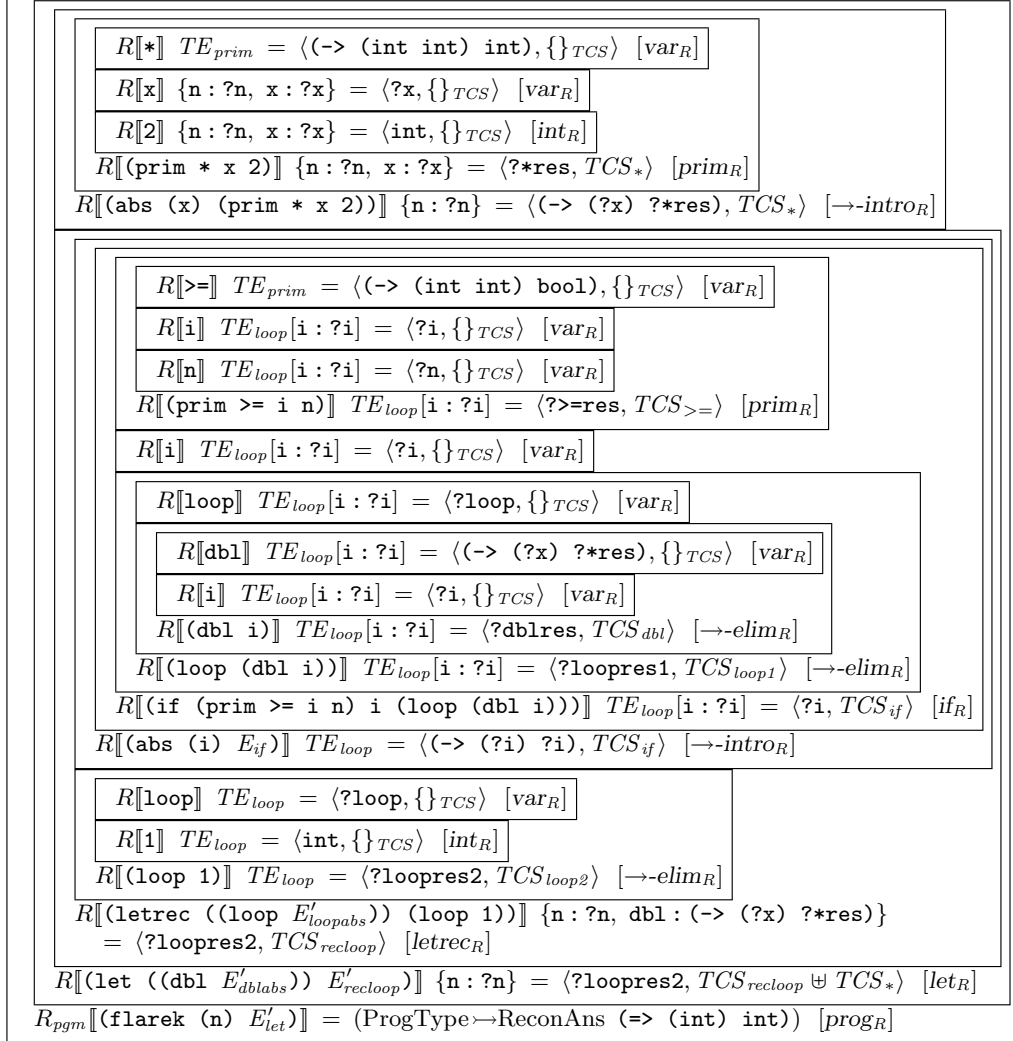 R⟦*⟧ TE_prim = ⟨(-> (int int) int), {}_TCS⟩ [var_R]
R⟦x⟧ {n : ?n, x : ?x} = ⟨?x, {}_TCS⟩ [var_R]
R⟦2⟧ {n : ?n, x : ?x} = ⟨int, {}_TCS⟩ [int_R]
R⟦(prim * x 2)⟧ {n : ?n, x : ?x} = ⟨?*res, TCS_*⟩ [prim_R]
R⟦(abs (x) (prim * x 2))⟧ {n : ?n} = ⟨(-> (?x) ?*res), TCS_*⟩ [→-intro_R]
R⟦>=⟧ TE_prim = ⟨(-> (int int) bool), {}_TCS⟩ [var_R]
R⟦i⟧ TE_loop[i : ?i] = ⟨?i, {}_TCS⟩ [var_R]
R⟦n⟧ TE_loop[i : ?i] = ⟨?n, {}_TCS⟩ [var_R]
R⟦(prim >= i n)⟧ TE_loop[i : ?i] = ⟨?>=res, TCS_>=⟩ [prim_R]
R⟦i⟧ TE_loop[i : ?i] = ⟨?i, {}_TCS⟩ [var_R]
R⟦loop⟧ TE_loop[i : ?i] = ⟨?loop, {}_TCS⟩ [var_R]
R⟦dbl⟧ TE_loop[i : ?i] = ⟨(-> (?x) ?*res), {}_TCS⟩ [var_R]
R⟦i⟧ TE_loop[i : ?i] = ⟨?i, {}_TCS⟩ [var_R]
R⟦(dbl i)⟧ TE_loop[i : ?i] = ⟨?dblres, TCS_dbl⟩ [→-elim_R]
R⟦(loop (dbl i))⟧ TE_loop[i : ?i] = ⟨?loopres1, TCS_loop1⟩ [→-elim_R]
R⟦(if (prim >= i n) i (loop (dbl i)))⟧ TE_loop[i : ?i] = ⟨?i, TCS_if⟩ [if_R]
R⟦(abs (i) E_if)⟧ TE_loop = ⟨(-> (?i) ?i), TCS_if⟩ [→-intro_R]
R⟦loop⟧ TE_loop = ⟨?loop, {}_TCS⟩ [var_R]
R⟦1⟧ TE_loop = ⟨int, {}_TCS⟩ [int_R]
R⟦(loop 1)⟧ TE_loop = ⟨?loopres2, TCS_loop2⟩ [→-elim_R]
R⟦(letrec ((loop E′_loopabs)) (loop 1))⟧ {n : ?n, dbl : (-> (?x) ?*res)}
= ⟨?loopres2, TCS_recloop⟩ [letrec_R]
R⟦(let ((dbl E′_dblabs)) E′_recloop)⟧ {n : ?n} = ⟨?loopres2, TCS_recloop ⊎ TCS_*⟩ [let_R]
R_pgm⟦(flarek (n) E′_let)⟧ = (ProgType↣ReconAns (=> (int) int)) [prog_R]